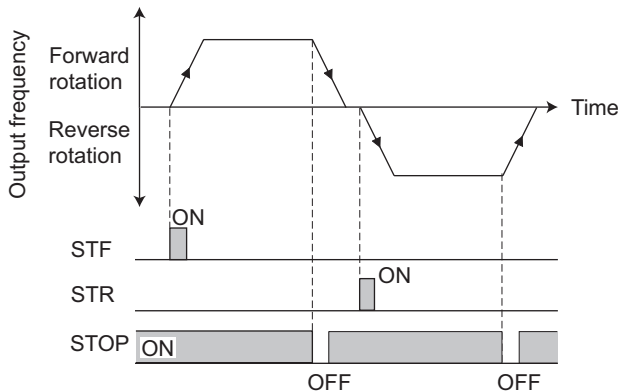 Output frequency
Forward
rotation
Reverse
rotation
Time
ON
STF
STR
ON
STOP
ON
OFF
OFF